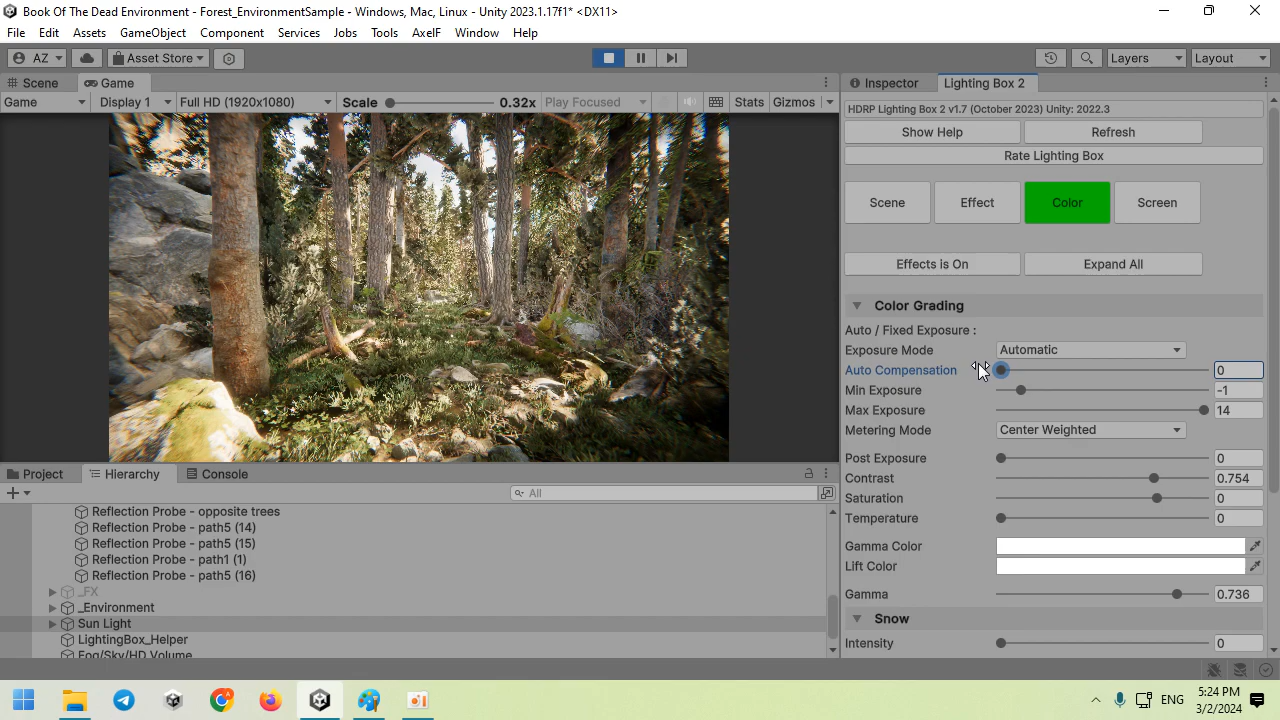 Book Of The Dead Environment - Forest_EnvironmentSample - Windows, Mac, Linux - Unity 2023.1.17f1* <DX11>
File Edit Assets GameObject Component Services Jobs Tools AxelF Window Help
AZ Asset Store Layers Layout
Scene Game
Game Display 1 Full HD (1920x1080) Scale 0.32x Play Focused Stats Gizmos
Inspector Lighting Box 2
HDRP Lighting Box 2 v1.7 (October 2023) Unity: 2022.3
Show Help Refresh
Rate Lighting Box
Scene Effect Color Screen
Effects is On Expand All
Color Grading
Auto / Fixed Exposure :
Exposure Mode Automatic
Auto Compensation 0
Min Exposure -1
Max Exposure 14
Metering Mode Center Weighted
Post Exposure 0
Contrast 0.754
Saturation 0
Temperature 0
Gamma Color
Lift Color
Gamma 0.736
Snow
Intensity 0
Project Hierarchy Console
All
Reflection Probe - opposite trees
Reflection Probe - path5 (14)
Reflection Probe - path5 (15)
Reflection Probe - path1 (1)
Reflection Probe - path5 (16)
_FX
_Environment
Sun Light
LightingBox_Helper
Fog/Sky/HD Volume
ENG
5:24 PM
3/2/2024